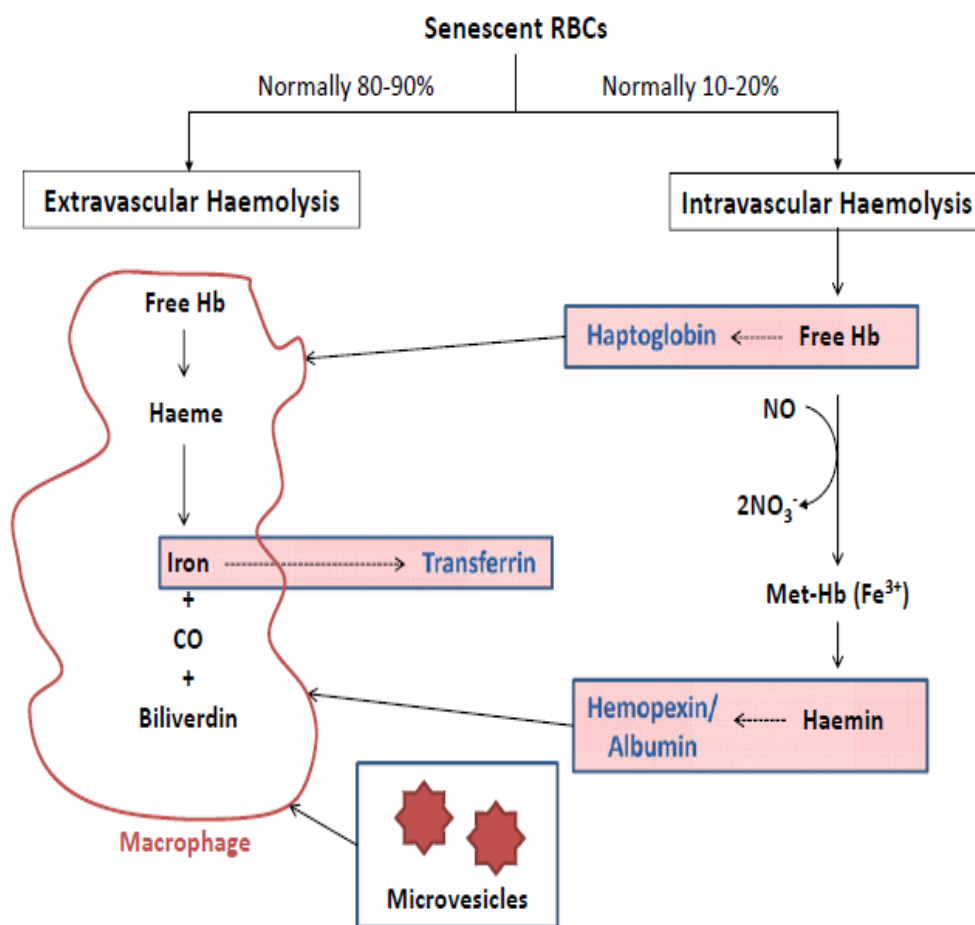 Senescent RBCs
Normally 80-90%
Normally 10-20%
Extravascular Haemolysis
Intravascular Haemolysis
Free Hb
Haptoglobin
Free Hb
Haeme
NO
2NO₃⁻
Iron
Transferrin
+
CO
+
Biliverdin
Met-Hb (Fe³⁺)
Hemopexin/
Albumin
Haemin
Macrophage
Microvesicles